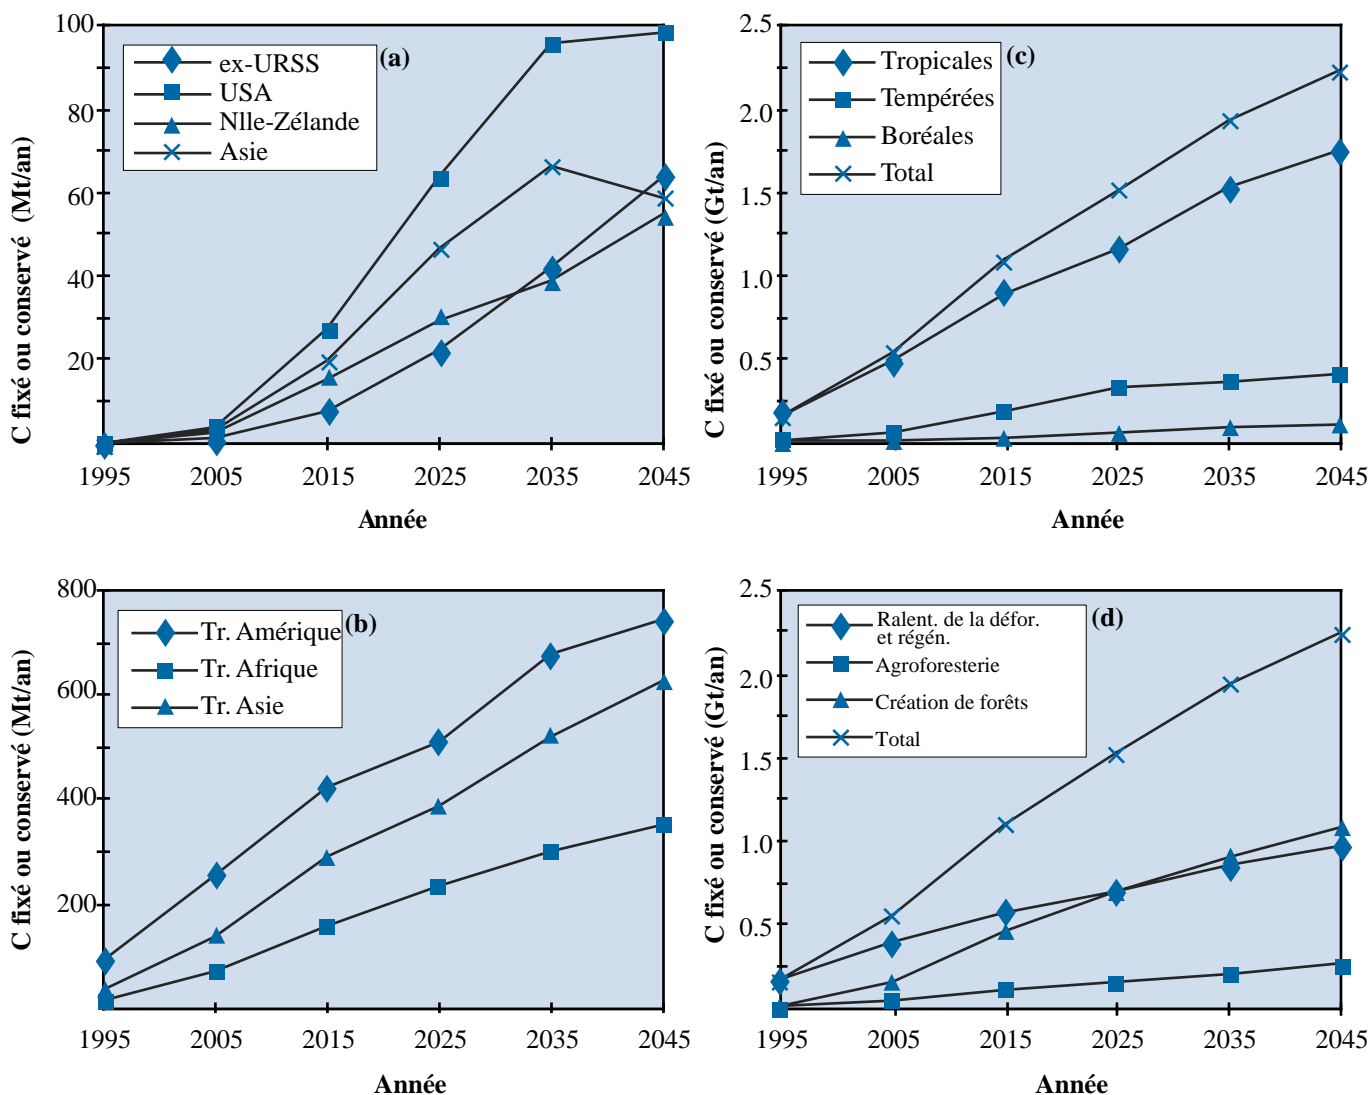 100
80
60
40
20
C fixé ou conservé (Mt/an)
ex-URSS
USA
Nlle-Zélande
Asie
(a)
1995 2005 2015 2025 2035 2045
Année
2.5
2.0
1.5
1.0
0.5
C fixé ou conservé (Gt/an)
Tropicales
Tempérées
Boréales
Total
(c)
1995 2005 2015 2025 2035 2045
Année
800
600
400
200
C fixé ou conservé (Mt/an)
Tr. Amérique
Tr. Afrique
Tr. Asie
(b)
1995 2005 2015 2025 2035 2045
Année
2.5
2.0
1.5
1.0
0.5
C fixé ou conservé (Gt/an)
Ralent. de la défor.
et régén.
Agroforesterie
Création de forêts
Total
(d)
1995 2005 2015 2025 2035 2045
Année